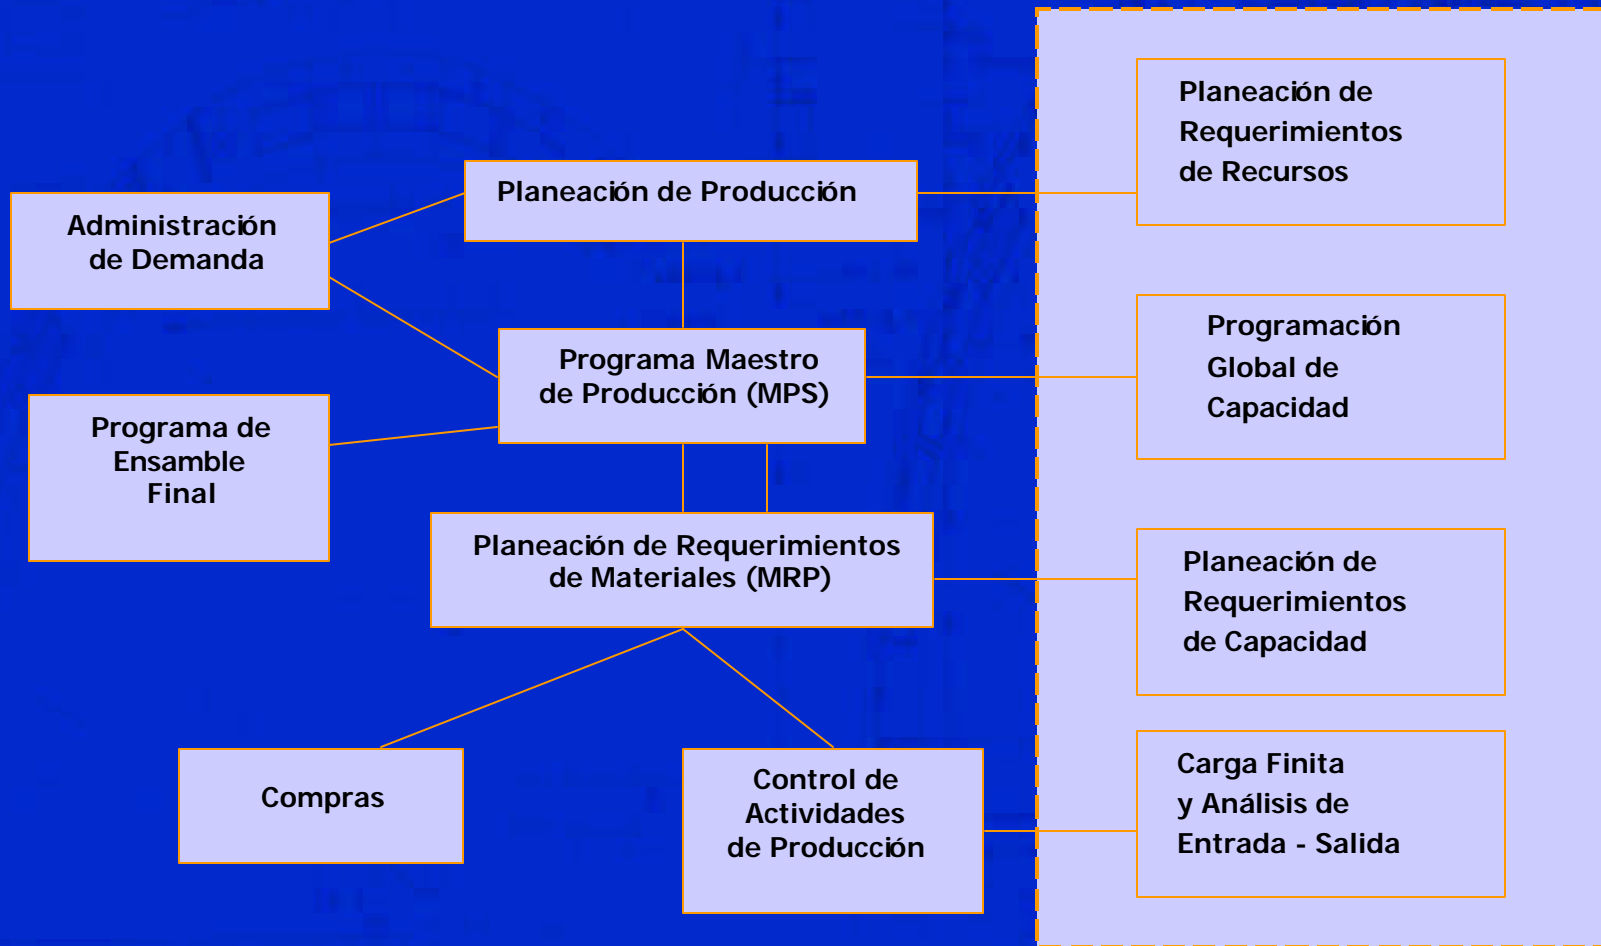 Planeación de
Requerimientos
de Recursos
Planeación de Producción
Administración
de Demanda
Programación
Global de
Capacidad
Programa Maestro
de Producción (MPS)
Programa de
Ensamble
Final
Planeación de Requerimientos
de Materiales (MRP)
Planeación de
Requerimientos
de Capacidad
Compras
Control de
Actividades
de Producción
Carga Finita
y Análisis de
Entrada - Salida